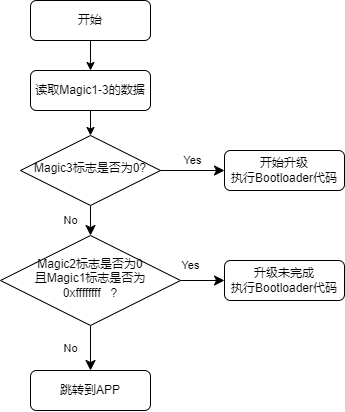 开始
读取Magic1-3的数据
Magic3标志是否为0?
Yes
开始升级
执行Bootloader代码
No
Magic2标志是否为0
且Magic1标志是否为
0xffffffff ?
Yes
升级未完成
执行Bootloader代码
No
跳转到APP